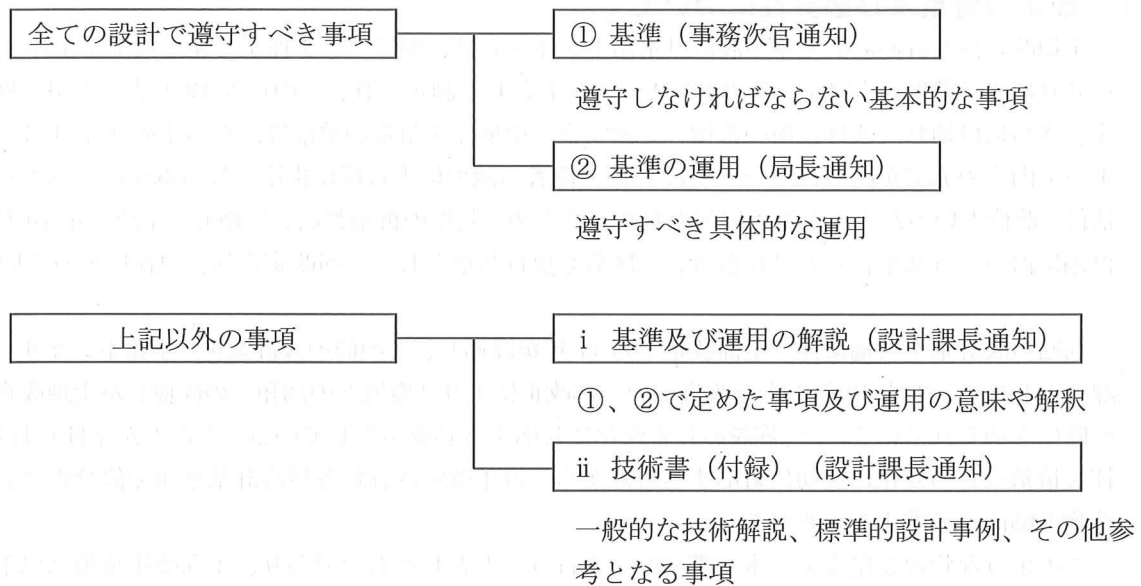 全ての設計で遵守すべき事項
① 基準（事務次官通知）
遵守しなければならない基本的な事項
② 基準の運用（局長通知）
遵守すべき具体的な運用
上記以外の事項
ⅰ 基準及び運用の解説（設計課長通知）
①、②で定めた事項及び運用の意味や解釈
ⅱ 技術書（付録）（設計課長通知）
一般的な技術解説、標準的設計事例、その他参
考となる事項